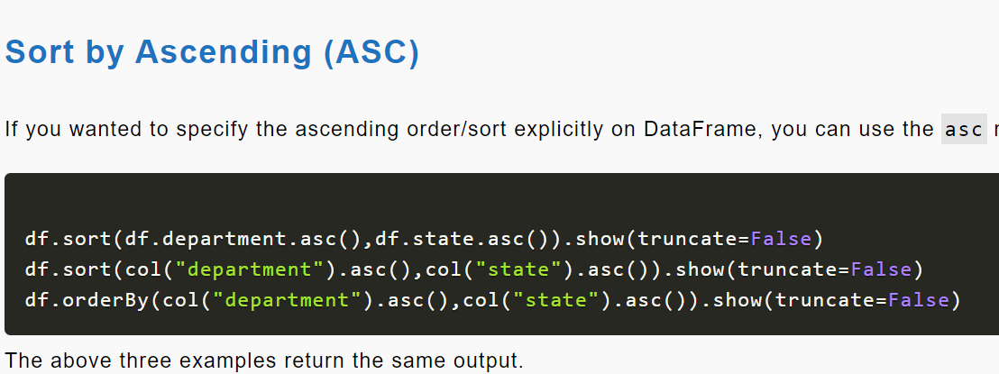 Sort by Ascending (ASC)
If you wanted to specify the ascending order/sort explicitly on DataFrame, you can use the asc
df.sort(df.department.asc(),df.state.asc()).show(truncate=False)
df.sort(col("department").asc(),col("state").asc()).show(truncate=False)
df.orderBy(col("department").asc(),col("state").asc()).show(truncate=False)
The above three examples return the same output.